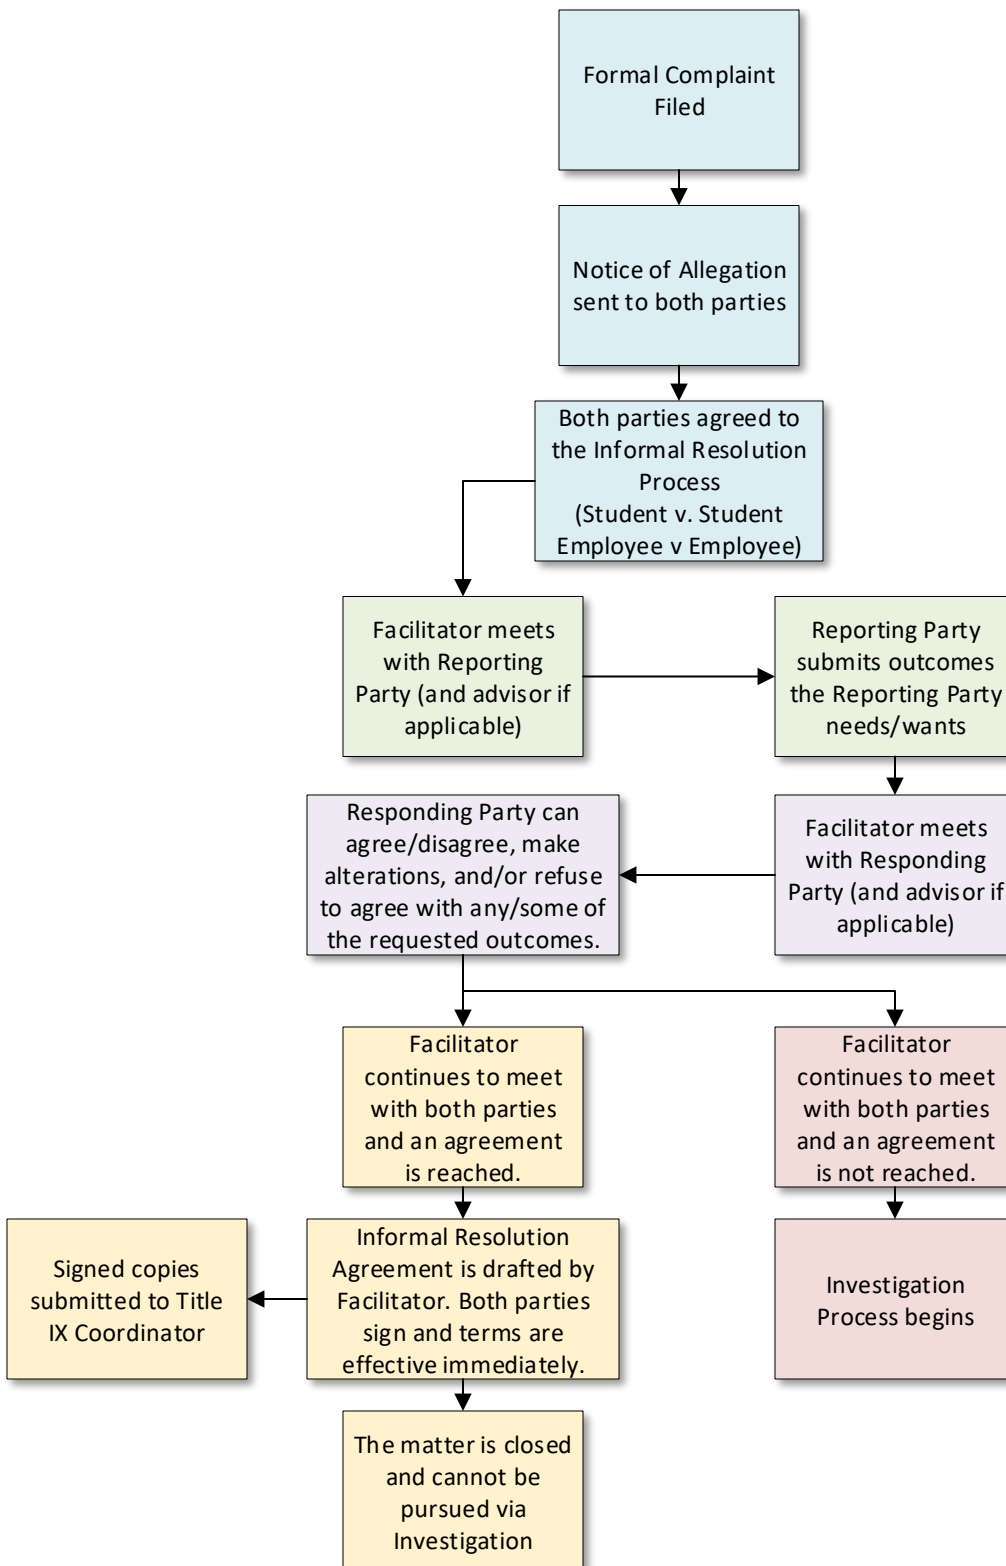 Formal Complaint
Filed
Notice of Allegation
sent to both parties
Both parties agreed to
the Informal Resolution
Process
(Student v. Student
Employee v Employee)
Facilitator meets
with Reporting
Party (and advisor if
applicable)
Reporting Party
submits outcomes
the Reporting Party
needs/wants
Facilitator meets
with Responding
Party (and advisor if
applicable)
Responding Party can
agree/disagree, make
alterations, and/or refuse
to agree with any/some of
the requested outcomes.
Facilitator
continues to meet
with both parties
and an agreement
is reached.
Facilitator
continues to meet
with both parties
and an agreement
is not reached.
Informal Resolution
Agreement is drafted by
Facilitator. Both parties
sign and terms are
effective immediately.
Signed copies
submitted to Title
IX Coordinator
Investigation
Process begins
The matter is closed
and cannot be
pursued via
Investigation